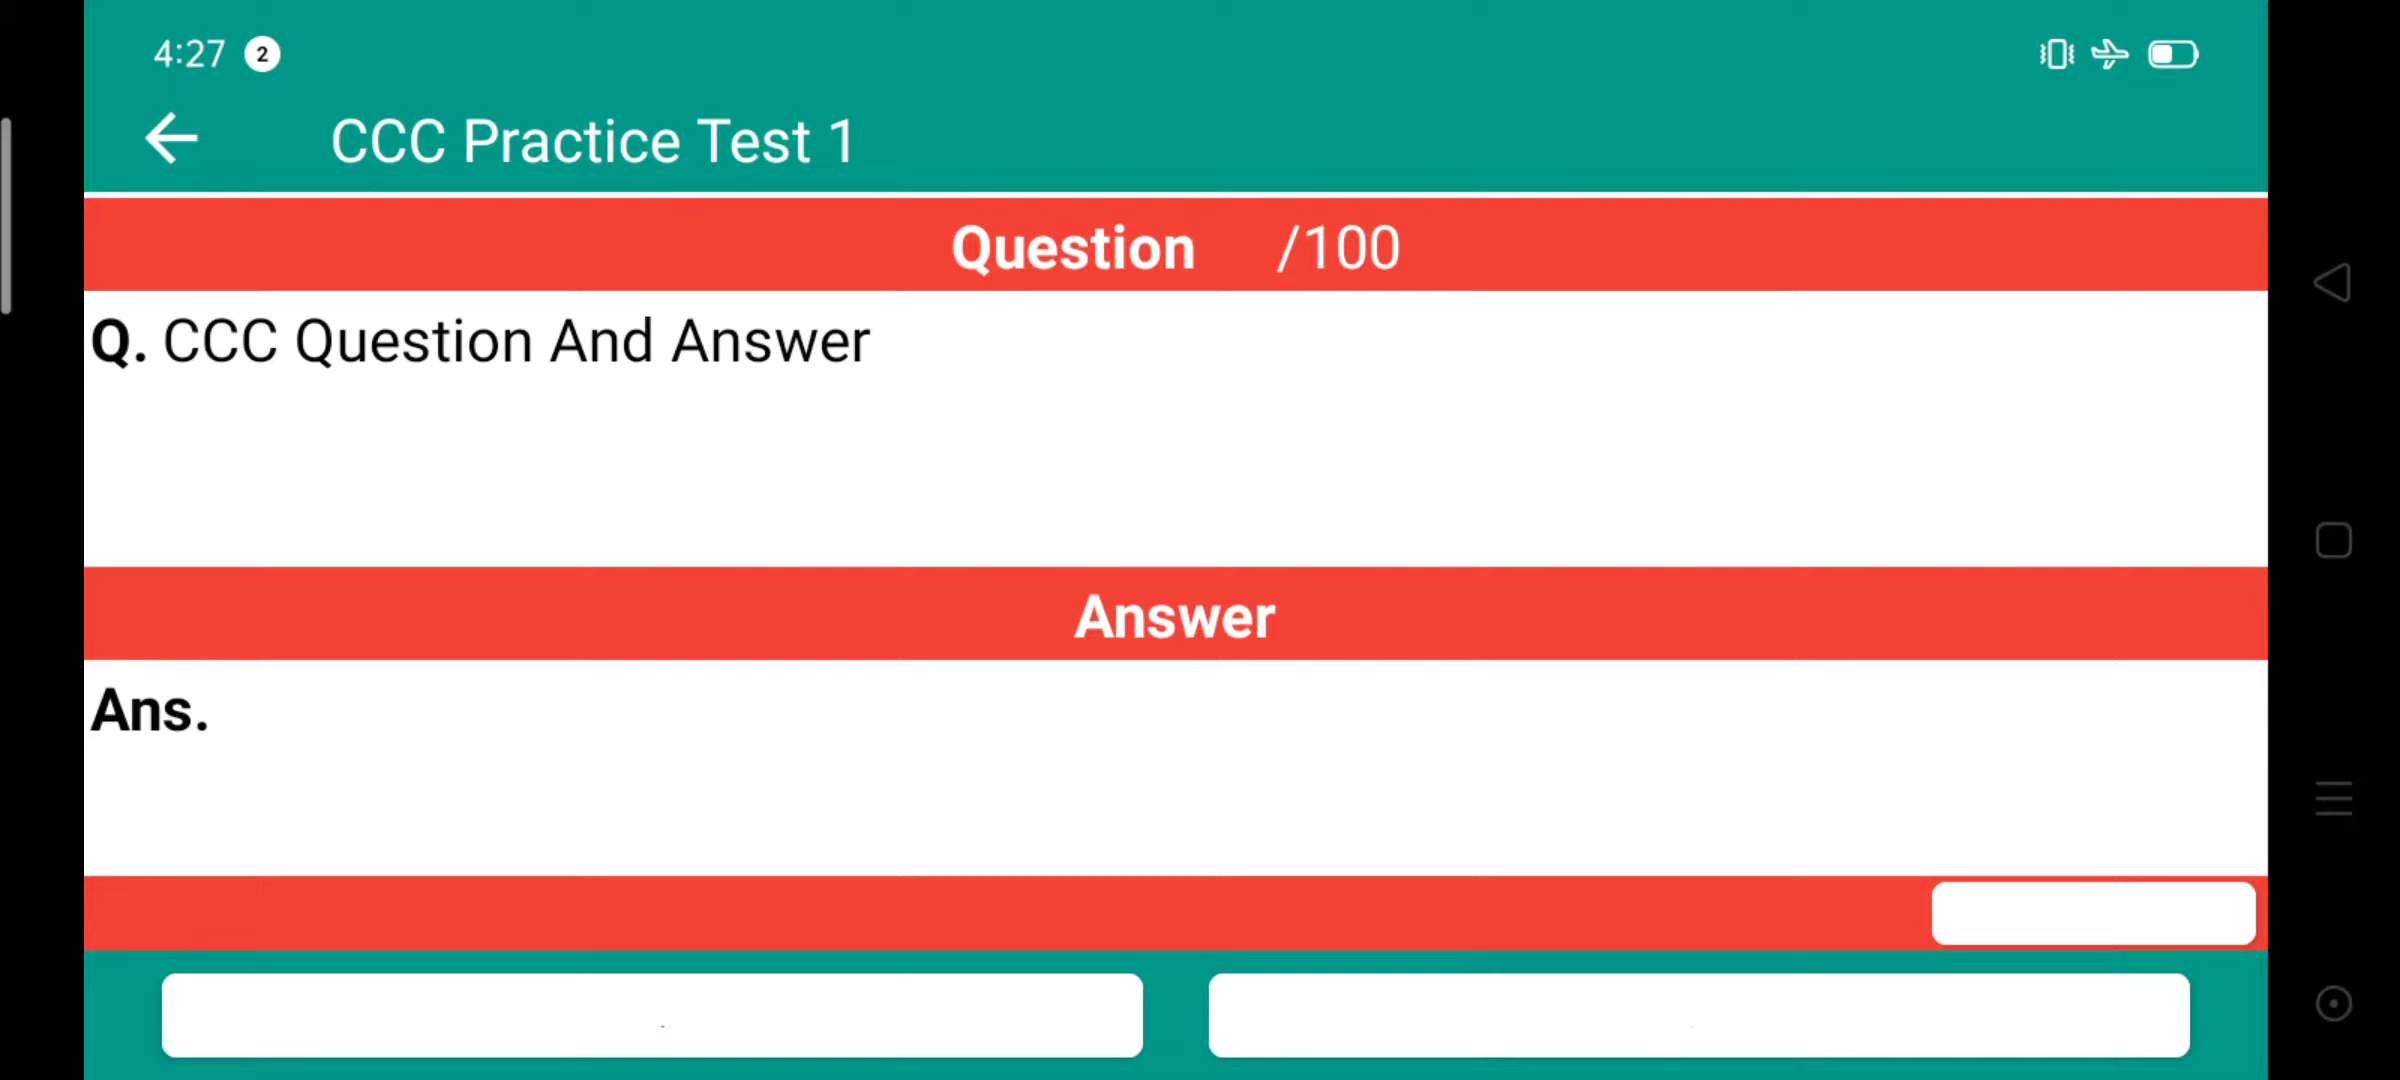 4:27 2
CCC Practice Test 1
Question /100
Q. CCC Question And Answer
Answer
Ans.